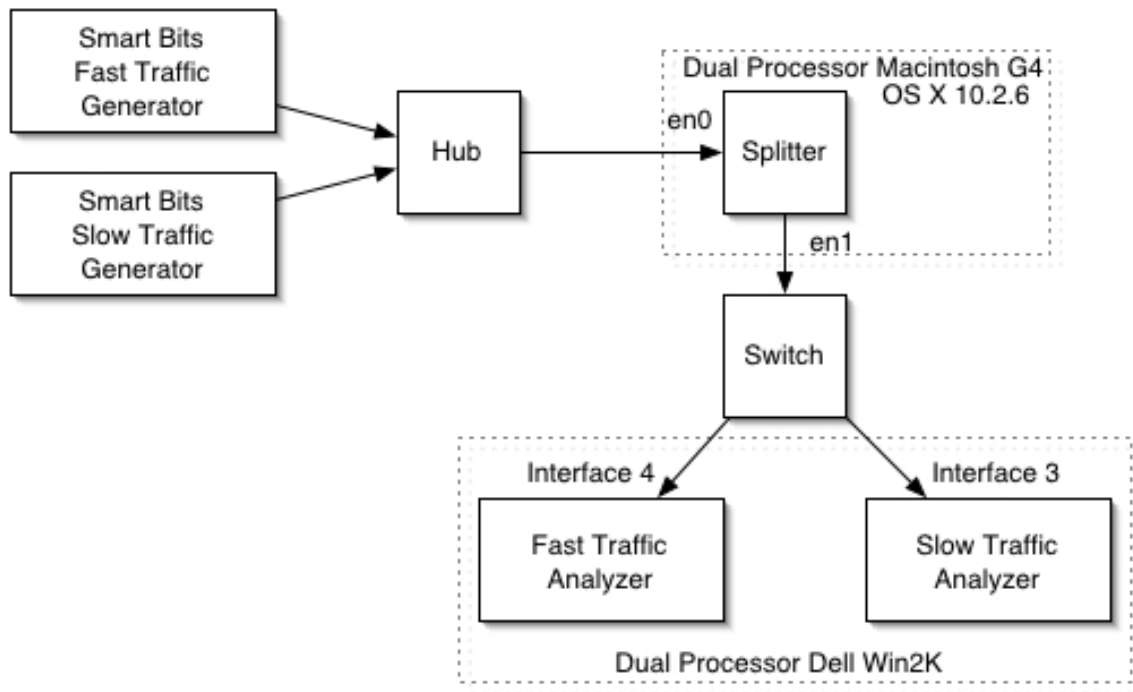 Smart Bits
Fast Traffic
Generator
Smart Bits
Slow Traffic
Generator
Hub
Dual Processor Macintosh G4
OS X 10.2.6
en0
Splitter
en1
Switch
Interface 4
Interface 3
Fast Traffic
Analyzer
Slow Traffic
Analyzer
Dual Processor Dell Win2K